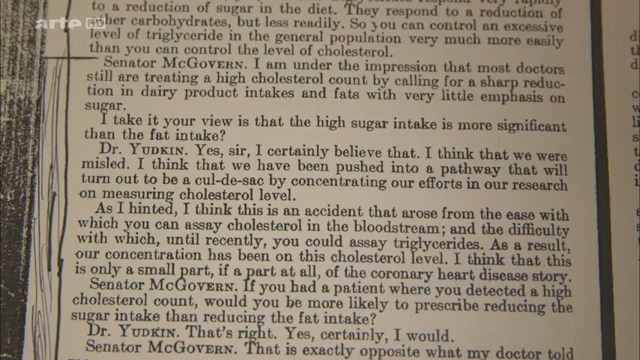 arte HD
to a reduction of sugar in the diet. They respond to a reduction of
other carbohydrates, but less readily. So you can control an excessive
level of triglyceride in the general population very much more easily
than you can control the level of cholesterol.
Senator McGOVERN. I am under the impression that most doctors
still are treating a high cholesterol count by calling for a sharp reduc-
tion in dairy product intakes and fats with very little emphasis on
sugar.
I take it your view is that the high sugar intake is more significant
than the fat intake?
Dr. YUDKIN. Yes, sir, I certainly believe that. I think that we were
misled. I think that we have been pushed into a pathway that will
turn out to be a cul-de-sac by concentrating our efforts in our research
on measuring cholesterol level.
As I hinted, I think this is an accident that arose from the ease with
which you can assay cholesterol in the bloodstream; and the difficulty
with which, until recently, you could assay triglycerides. As a result,
our concentration has been on this cholesterol level. I think that this
is only a small part, if a part at all, of the coronary heart disease story.
Senator McGOVERN. If you had a patient where you detected a high
cholesterol count, would you be more likely to prescribe reducing the
sugar intake than reducing the fat intake?
Dr. YUDKIN. That's right. Yes, certainly, I would.
Senator McGOVERN. That is exactly opposite what my doctor told